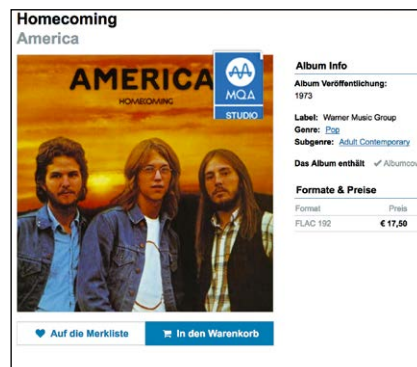 Homecoming
America
AMERICA
HOMECOMING
MQA
STUDIO
Auf die Merkliste
In den Warenkorb
Album Info
Album Veröffentlichung:
1973
Label: Warner Music Group
Genre: Pop
Subgenre: Adult Contemporary
Das Album enthält ✔ Albumcov
Formate & Preise
Format Preis
FLAC 192 € 17,50